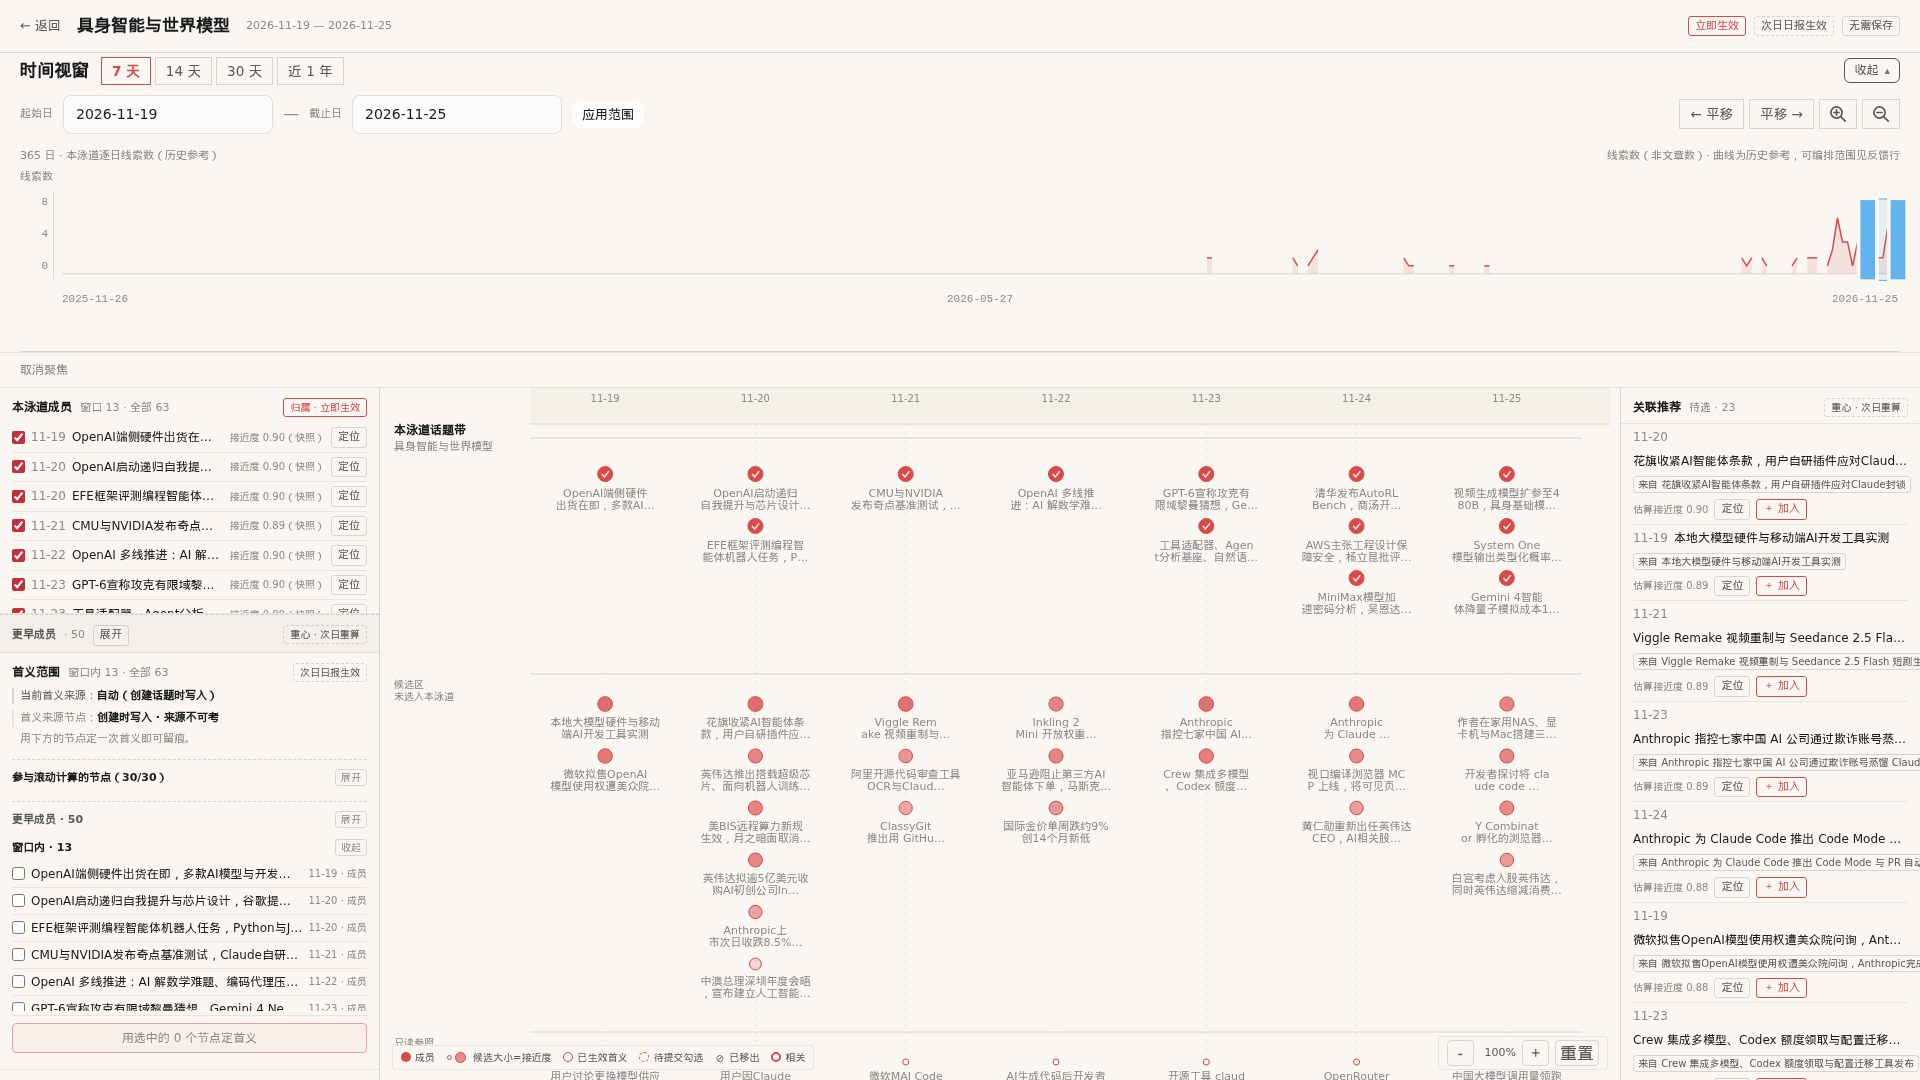 ← 返回 具身智能与世界模型 2026-11-19 — 2026-11-25 立即生效 次日日报生效 无需保存
时间视窗 7 天 14 天 30 天 近 1 年 收起 ▴
起始日 2026-11-19 — 截止日 2026-11-25 应用范围 ← 平移 平移 →
365 日 · 本泳道逐日线索数 ( 历史参考 ) 线索数 ( 非文章数 ) · 曲线为历史参考，可编排范围见反馈行
线索数
8
4
0
2025-11-26 2026-05-27 2026-11-25
取消聚焦
本泳道成员 窗口 13 · 全部 63 归属 · 立即生效
11-19 OpenAI端侧硬件出货在… 接近度 0.90 ( 快照 ) 定位
11-20 OpenAI启动递归自我提… 接近度 0.90 ( 快照 ) 定位
11-20 EFE框架评测编程智能体… 接近度 0.90 ( 快照 ) 定位
11-21 CMU与NVIDIA发布奇点… 接近度 0.89 ( 快照 ) 定位
11-22 OpenAI 多线推进：AI 解… 接近度 0.90 ( 快照 ) 定位
11-23 GPT-6宣称攻克有限域黎… 接近度 0.90 ( 快照 ) 定位
更早成员 · 50 展开 重心 · 次日重算
首义范围 窗口内 13 · 全部 63 次日日报生效
当前首义来源：自动 ( 创建话题时写入 )
首义来源节点：创建时写入 · 来源不可考
用下方的节点定一次首义即可留痕。
参与滚动计算的节点 ( 30/30 ) 展开
更早成员 · 50 展开
窗口内 · 13 收起
OpenAI端侧硬件出货在即，多款AI模型与开发… 11-19 · 成员
OpenAI启动递归自我提升与芯片设计，谷歌提… 11-20 · 成员
EFE框架评测编程智能体机器人任务，Python与J… 11-20 · 成员
CMU与NVIDIA发布奇点基准测试，Claude自研… 11-21 · 成员
OpenAI 多线推进：AI 解数学难题、编码代理压… 11-22 · 成员
GPT-6宣称攻克有限域黎曼猜想，Gemini 4 Ne… 11-23 · 成员
用选中的 0 个节点定首义
11-19 11-20 11-21 11-22 11-23 11-24 11-25
本泳道话题带
具身智能与世界模型
OpenAI端侧硬件
出货在即，多款AI…
OpenAI启动递归
自我提升与芯片设计…
CMU与NVIDIA
发布奇点基准测试，…
OpenAI 多线推
进：AI 解数学难…
GPT-6宣称攻克有
限域黎曼猜想，Ge…
清华发布AutoRL
Bench，商汤开…
视频生成模型扩参至4
80B，具身基础模…
EFE框架评测编程智
能体机器人任务，P…
工具适配器、Agen
t分析基座、自然语…
AWS主张工程设计保
障安全，杨立昆批评…
System One
模型输出类型化概率…
MiniMax模型加
速密码分析，吴恩达…
Gemini 4智能
体降量子模拟成本1…
候选区
未选入本泳道
本地大模型硬件与移动
端AI开发工具实测
花旗收紧AI智能体条
款，用户自研插件应…
Viggle Rem
ake 视频重制与…
Inkling 2
Mini 开放权重…
Anthropic
指控七家中国 AI…
Anthropic
为 Claude …
作者在家用NAS、显
卡机与Mac搭建三…
微软拟售OpenAI
模型使用权遭美众院…
英伟达推出搭载超级芯
片、面向机器人训练…
阿里开源代码审查工具
OCR与Claud…
亚马逊阻止第三方AI
智能体下单，马斯克…
Crew 集成多模型
、Codex 额度…
视口编译浏览器 MC
P 上线，将可见页…
开发者探讨将 cla
ude code …
美BIS远程算力新规
生效，月之暗面取消…
ClassyGit
推出用 GitHu…
国际金价单周跌约9%
创14个月新低
黄仁勋重新出任英伟达
CEO，AI相关股…
Y Combinat
or 孵化的浏览器…
英伟达拟逾5亿美元收
购AI初创公司In…
白宫考虑入股英伟达，
同时英伟达缩减消费…
Anthropic上
市次日收跌8.5%…
中澳总理深圳年度会晤
，宣布建立人工智能…
只读参照
成员 候选大小=接近度 已生效首义 待提交勾选 已移出 相关
- 100% + 重置
用户讨论更换模型供应
用户因Claude
微软MAI Code
AI生成代码后开发者
开源工具 claud
OpenRouter
中国大模型调用量领跑
关联推荐 待选 · 23 重心 · 次日重算
11-20
花旗收紧AI智能体条款，用户自研插件应对Claud…
来自 花旗收紧AI智能体条款，用户自研插件应对Claude封锁
估算接近度 0.90 定位 + 加入
11-19 本地大模型硬件与移动端AI开发工具实测
来自 本地大模型硬件与移动端AI开发工具实测
估算接近度 0.89 定位 + 加入
11-21
Viggle Remake 视频重制与 Seedance 2.5 Fla…
来自 Viggle Remake 视频重制与 Seedance 2.5 Flash 短剧生
估算接近度 0.89 定位 + 加入
11-23
Anthropic 指控七家中国 AI 公司通过欺诈账号蒸…
来自 Anthropic 指控七家中国 AI 公司通过欺诈账号蒸馏 Claud
估算接近度 0.89 定位 + 加入
11-24
Anthropic 为 Claude Code 推出 Code Mode …
来自 Anthropic 为 Claude Code 推出 Code Mode 与 PR 自动
估算接近度 0.88 定位 + 加入
11-19
微软拟售OpenAI模型使用权遭美众院问询，Ant…
来自 微软拟售OpenAI模型使用权遭美众院问询，Anthropic完成
估算接近度 0.88 定位 + 加入
11-23
Crew 集成多模型、Codex 额度领取与配置迁移…
来自 Crew 集成多模型、Codex 额度领取与配置迁移工具发布